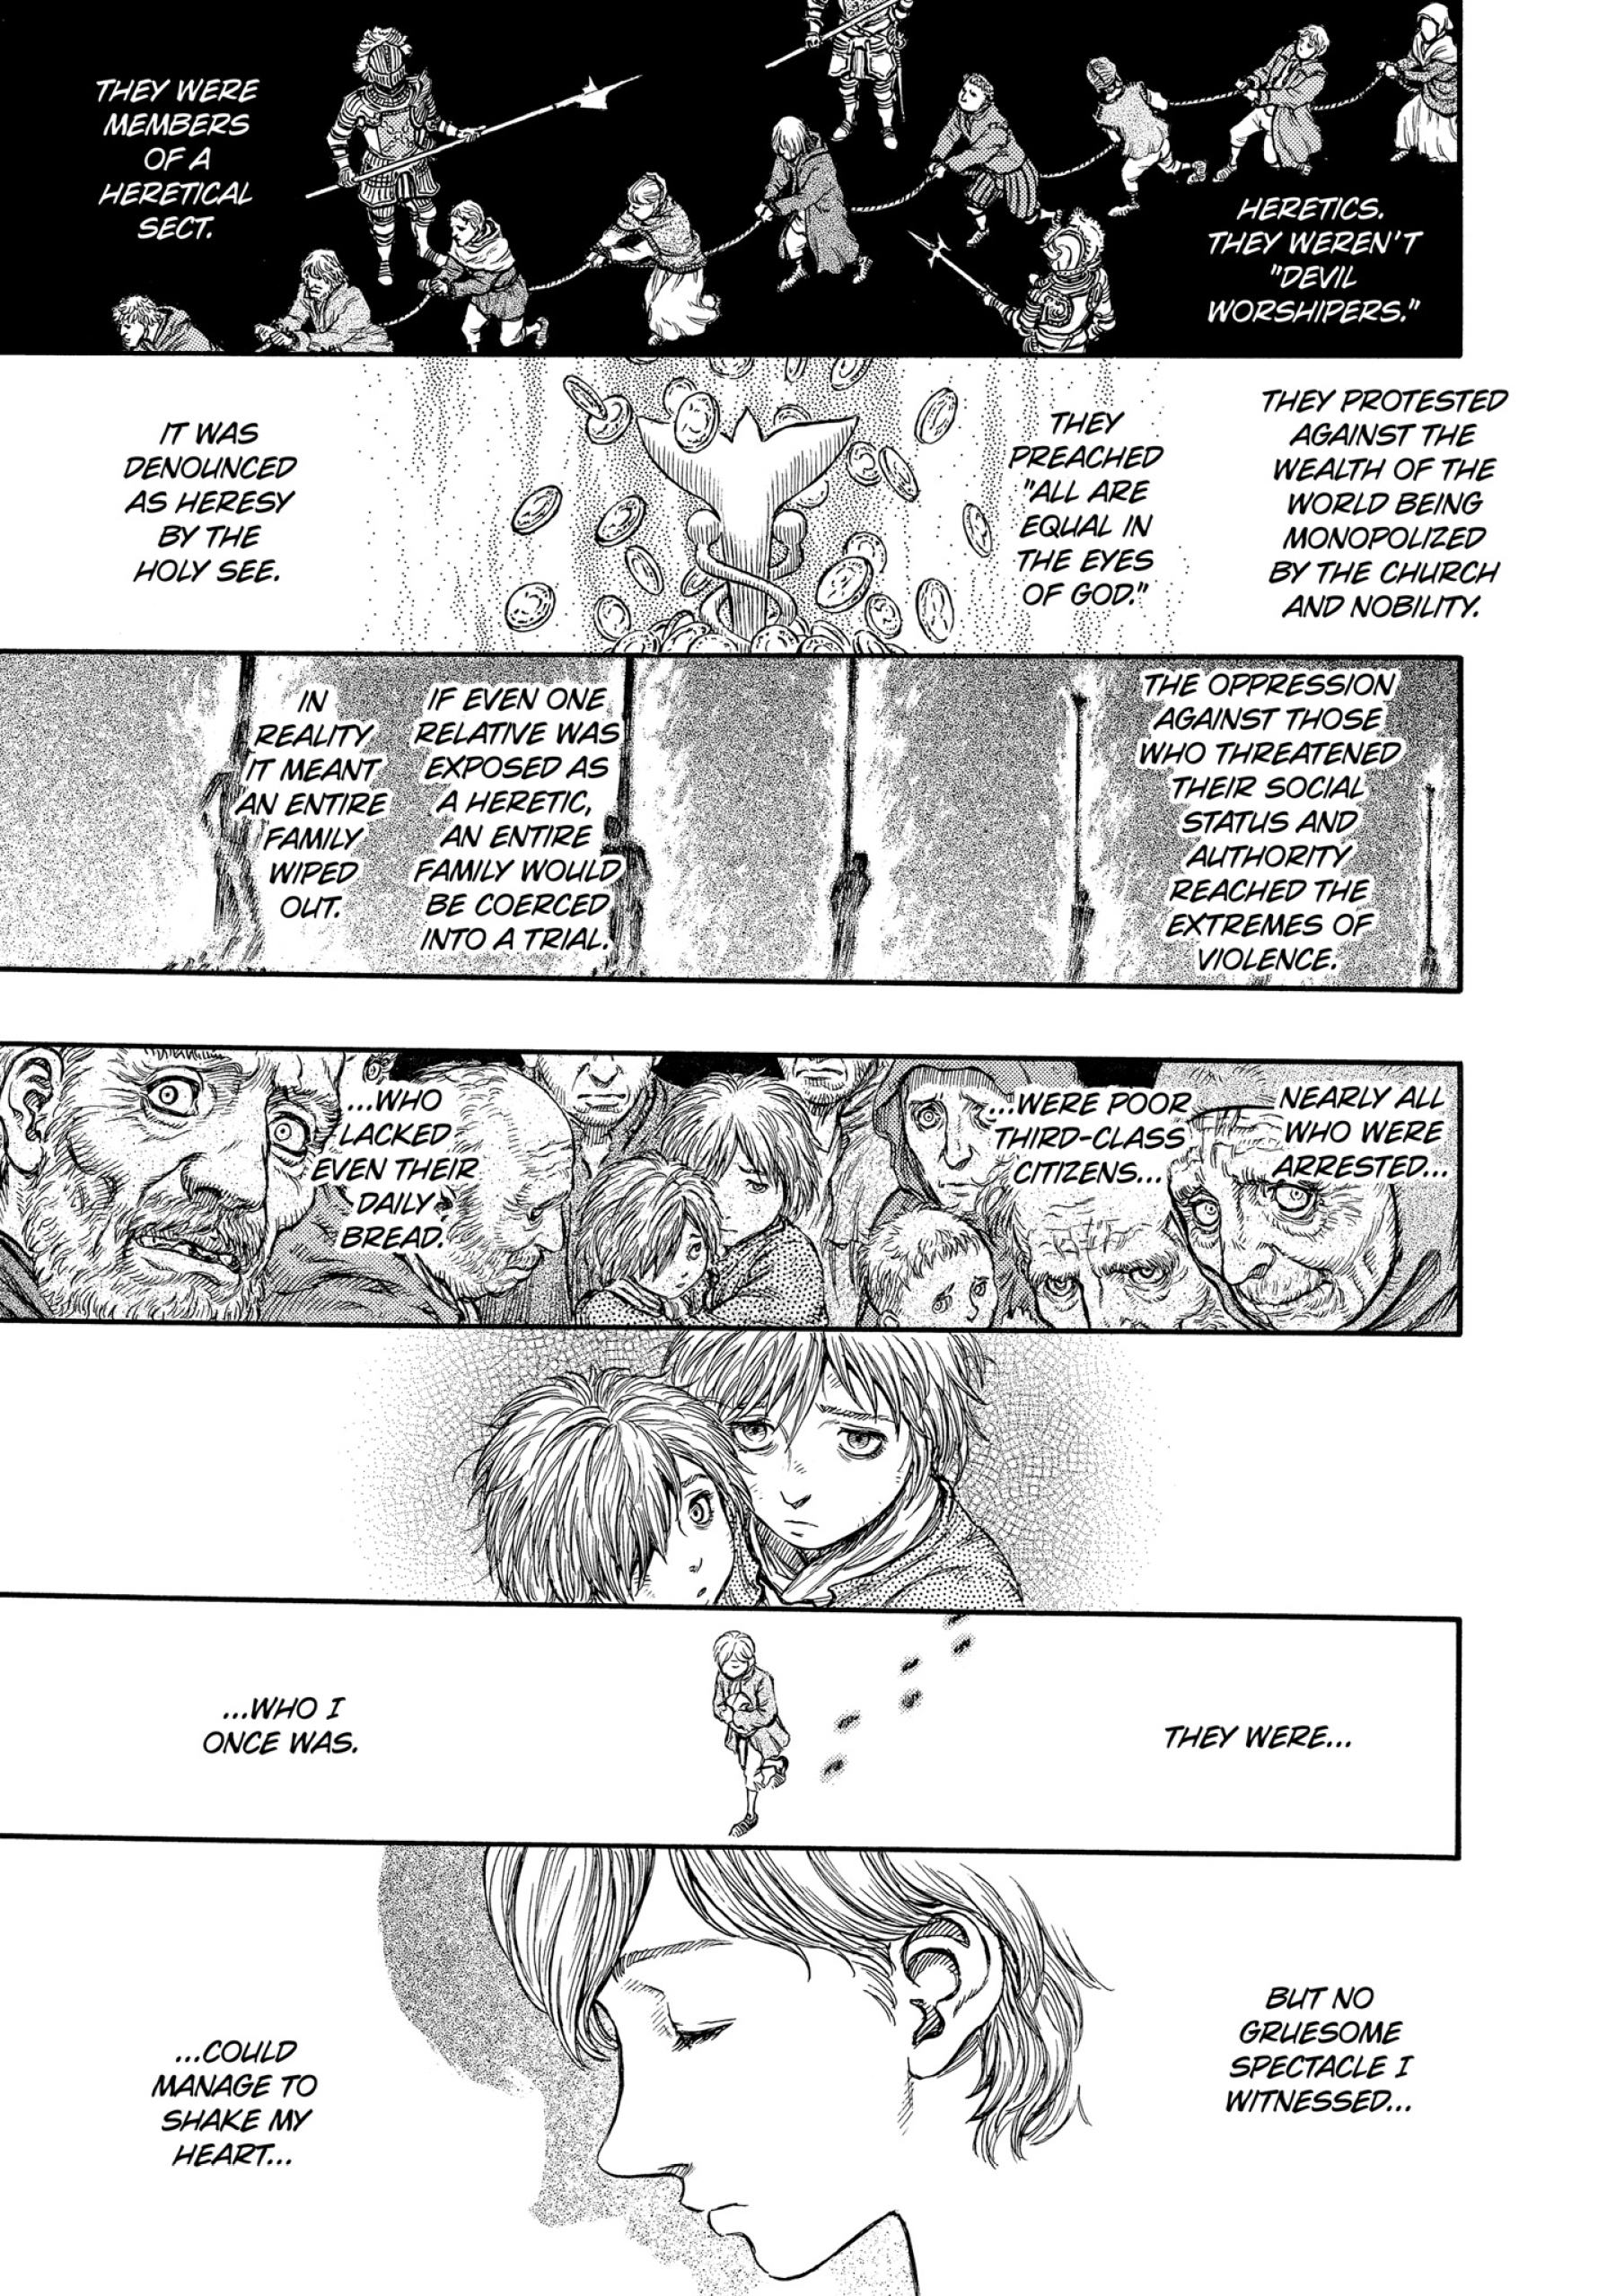 HERETICS.
THEY WEREN'T
"DEVIL
WORSHIPERS."
THEY WERE
MEMBERS
OF A
HERETICAL
SECT.
THEY PROTESTED
AGAINST THE
WEALTH OF THE
WORLD BEING
MONOPOLIZED
BY THE CHURCH
AND NOBILITY.
THEY
PREACHED
"ALL ARE
EQUAL IN
THE EYES
OF GOD."
IT WAS
DENOUNCED
AS HERESY
BY THE
HOLY SEE.
THE OPPRESSION
AGAINST THOSE
WHO THREATENED
THEIR SOCIAL
STATUS AND
AUTHORITY
REACHED THE
EXTREMES OF
VIOLENCE.
IF EVEN ONE
RELATIVE WAS
EXPOSED AS
A HERETIC,
AN ENTIRE
FAMILY WOULD
BE COERCED
INTO A TRIAL.
IN
REALITY
IT MEANT
AN ENTIRE
FAMILY
WIPED
OUT.
NEARLY ALL
WHO WERE
ARRESTED...
...WERE POOR
THIRD-CLASS
CITIZENS...
...WHO
LACKED
EVEN THEIR
DAILY
BREAD.
THEY WERE...
...WHO I
ONCE WAS.
BUT NO
GRUESOME
SPECTACLE I
WITNESSED...
...COULD
MANAGE TO
SHAKE MY
HEART...